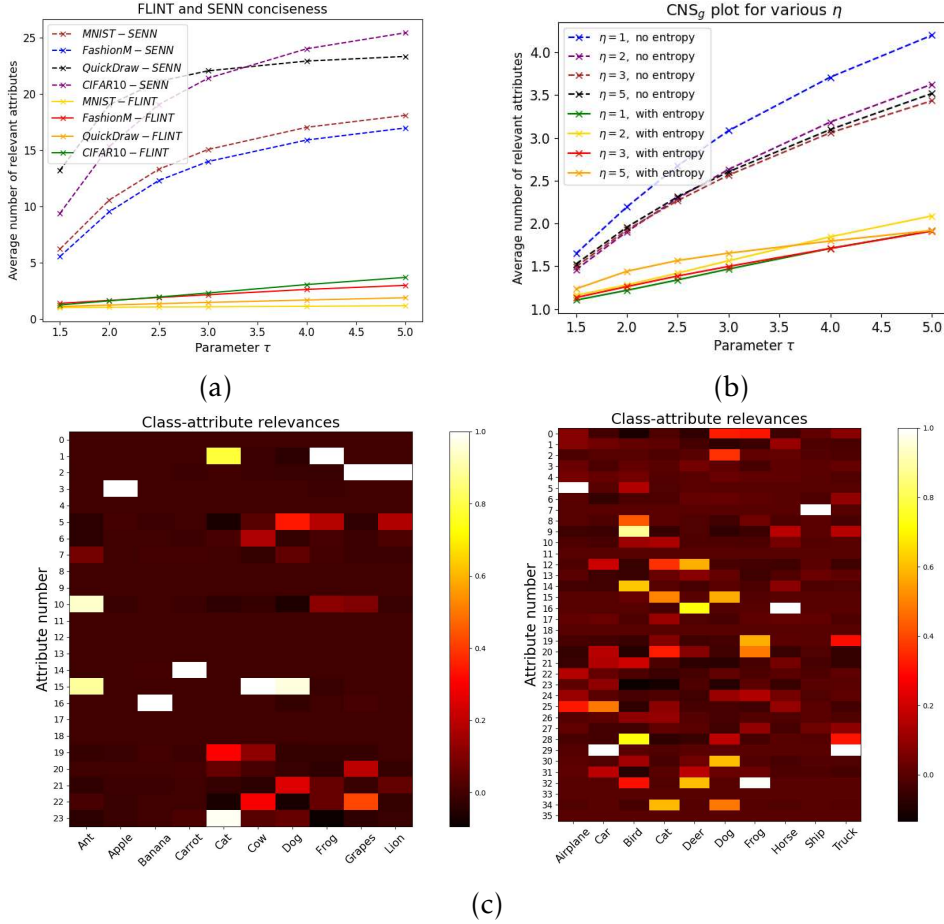 FLINT and SENN conciseness
Average number of relevant attributes
25
20
15
10
5
0
MNIST – SENN
FashionM – SENN
QuickDraw – SENN
CIFAR10 – SENN
MNIST – FLINT
FashionM – FLINT
QuickDraw – FLINT
CIFAR10 – FLINT
1.5 2.0 2.5 3.0 3.5 4.0 4.5 5.0
Parameter τ
(a)
CNS_g plot for various η
Average number of relevant attributes
4.0
3.5
3.0
2.5
2.0
1.5
1.0
η = 1, no entropy
η = 2, no entropy
η = 3, no entropy
η = 5, no entropy
η = 1, with entropy
η = 2, with entropy
η = 3, with entropy
η = 5, with entropy
1.5 2.0 2.5 3.0 3.5 4.0 4.5 5.0
Parameter τ
(b)
Class-attribute relevances
Attribute number
0
1
2
3
4
5
6
7
8
9
10
11
12
13
14
15
16
17
18
19
20
21
22
23
Ant Apple Banana Carrot Cat Cow Dog Frog Grapes Lion
1.0
0.8
0.6
0.4
0.2
0.0
Class-attribute relevances
Attribute number
0
1
2
3
4
5
6
7
8
9
10
11
12
13
14
15
16
17
18
19
20
21
22
23
24
25
26
27
28
29
30
31
32
33
34
35
Airplane Car Bird Cat Deer Dog Frog Horse Ship Truck
1.0
0.8
0.6
0.4
0.2
0.0
(c)